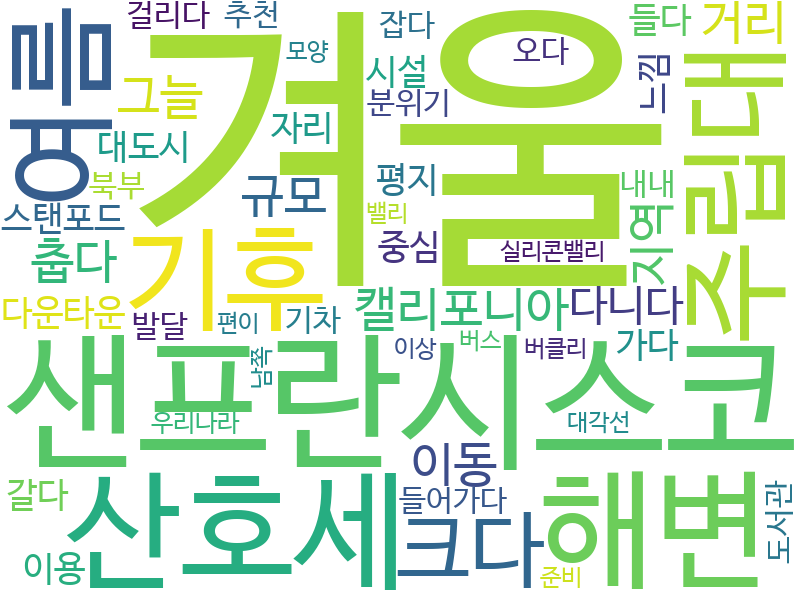 걸리다
추천
잡다
들다
거리
여름
겨울
모양
오다
시설
느낌
그늘
분위기
주립대
자리
대도시
북부
규모
평지
내내
스탠포드
밸리
지역
춥다
기후
중심
실리콘밸리
다운타운
발달
편이
기차
캘리포니아
다니다
샌프란시스코
남쪽
이상
버스
버클리
가다
우리나라
대각선
산호세
이동
해변
갈다
들어가다
도서관
크다
이용
준비